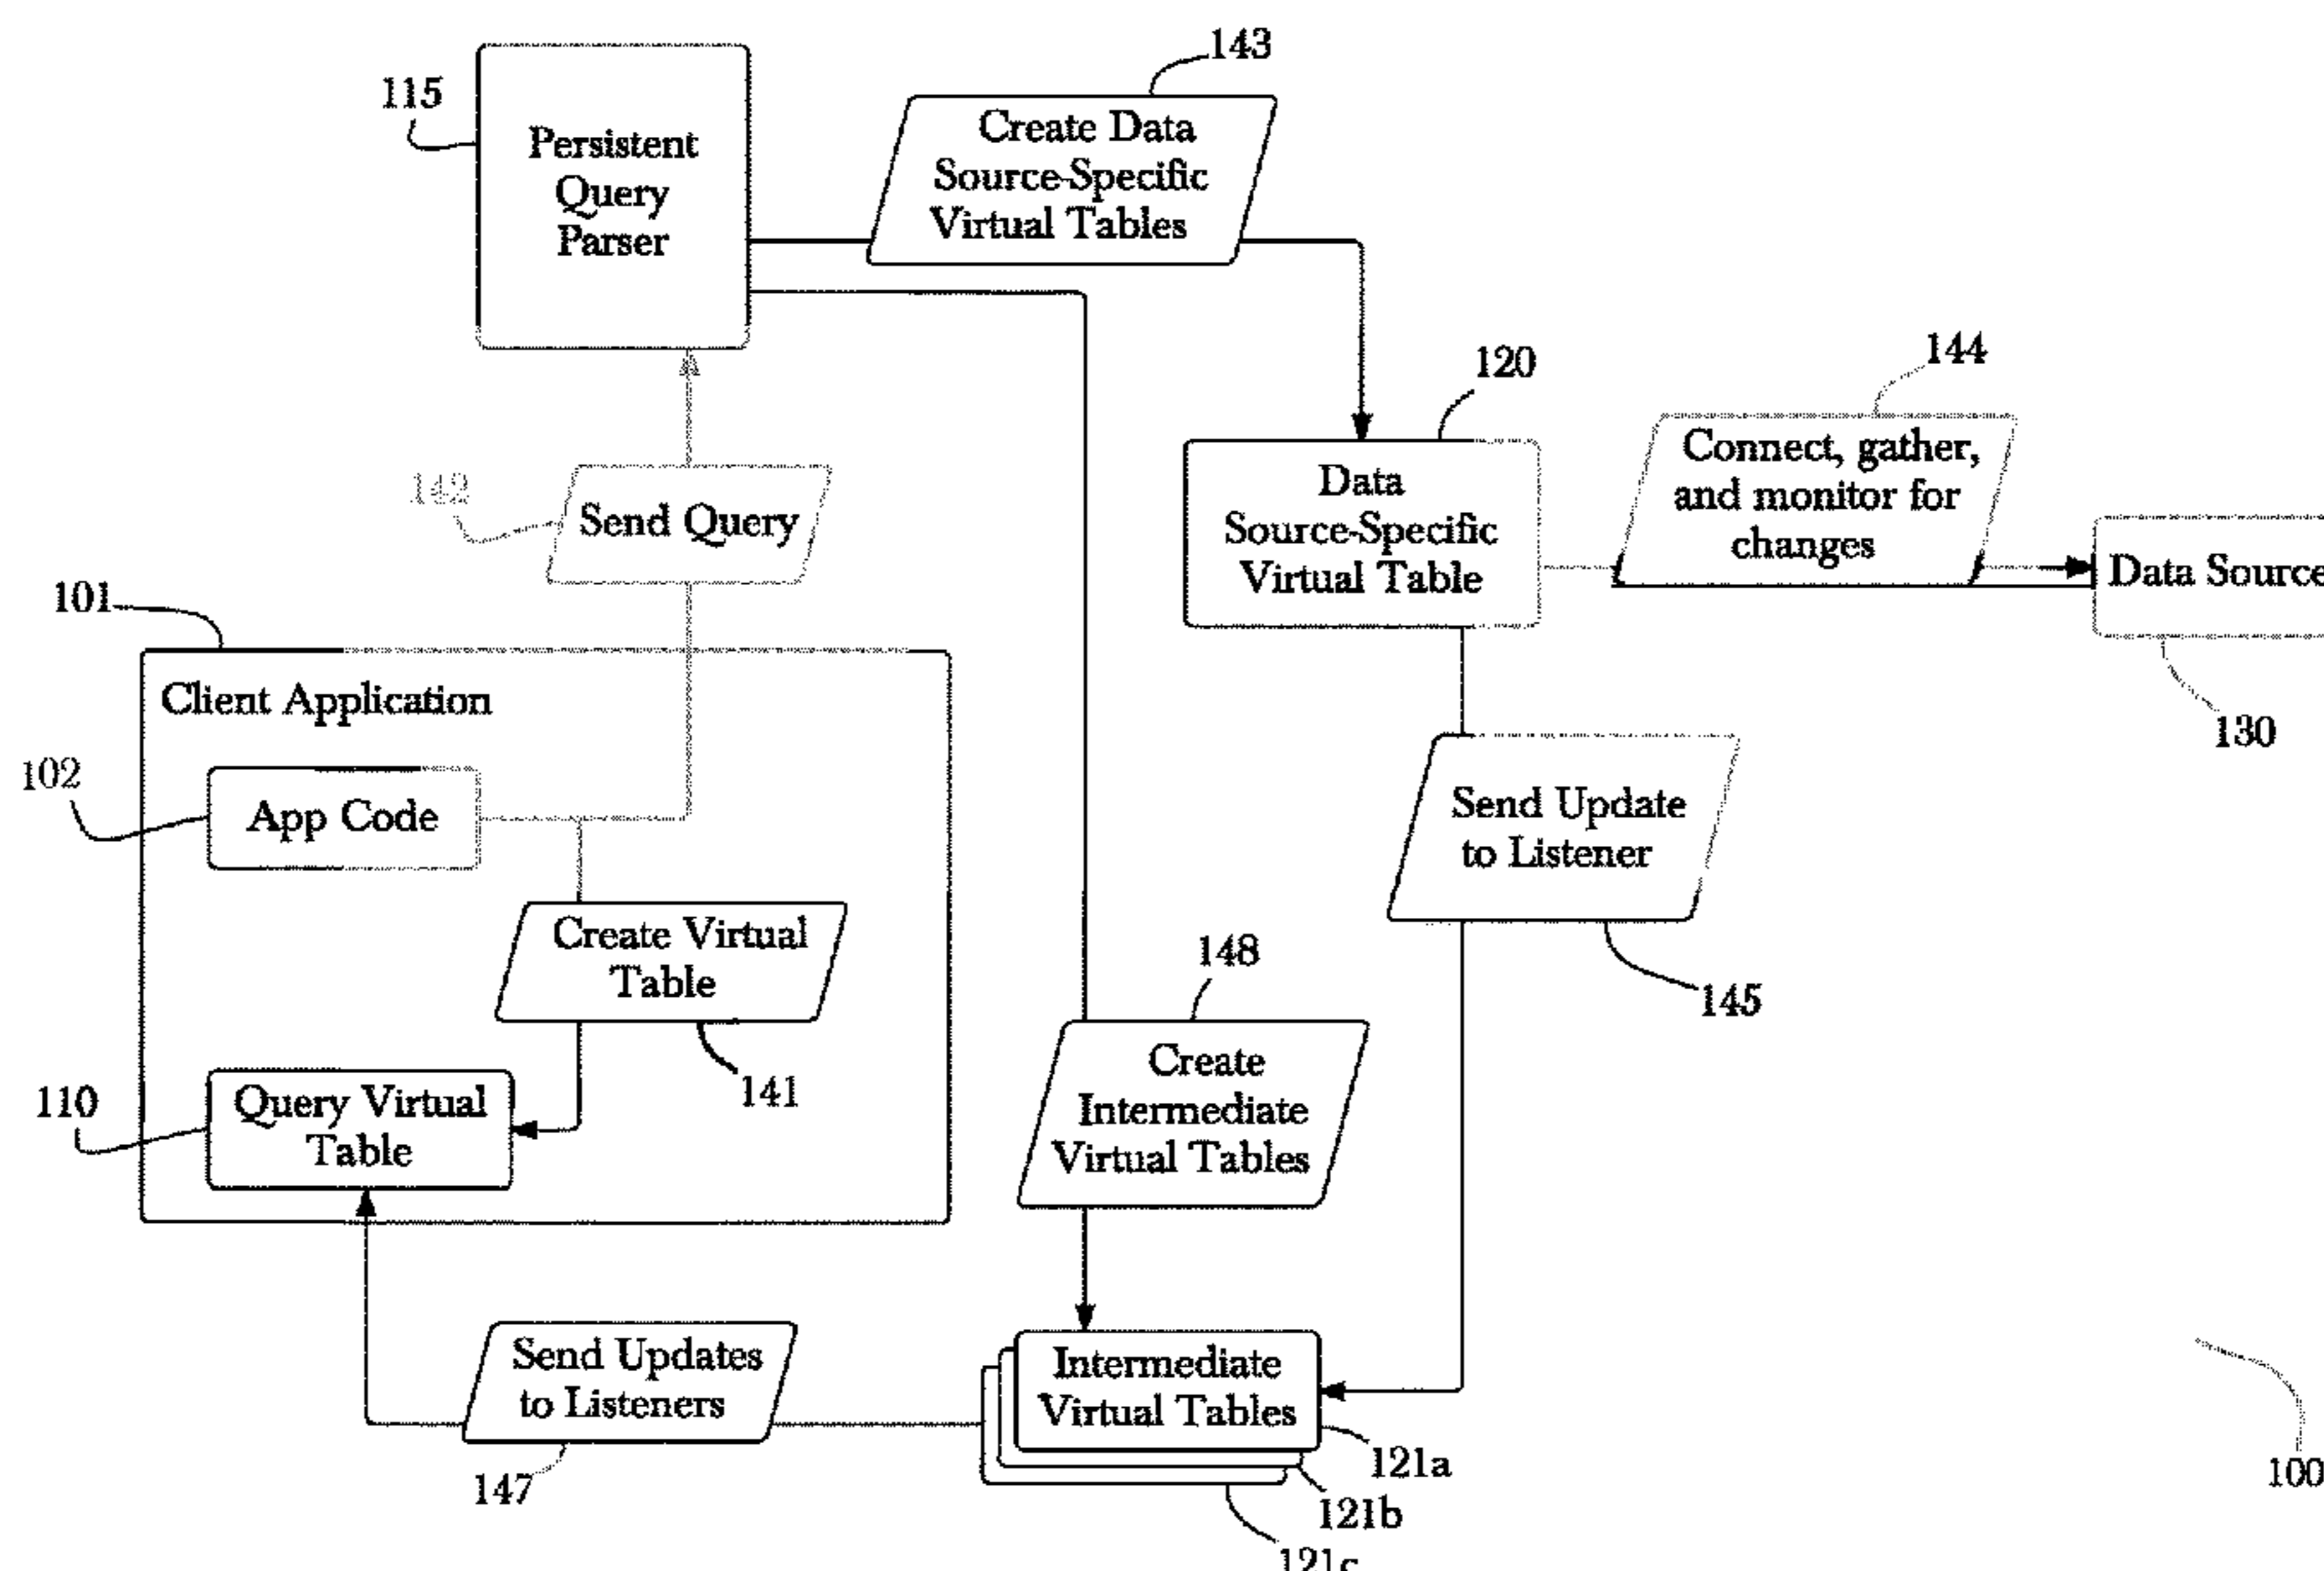 143
115
Create Data
Source-Specific
Virtual Tables
Persistent
Query
Parser
120
144
Connect, gather,
and monitor for
changes
142
Send Query
Data
Source-Specific
Virtual Table
Data Source
101
130
Client Application
102
App Code
Send Update
to Listener
Create Virtual
Table
148
145
141
110
Query Virtual
Table
Create
Intermediate
Virtual Tables
Send Updates
to Listeners
Intermediate
Virtual Tables
147
121a
100
121b
121c